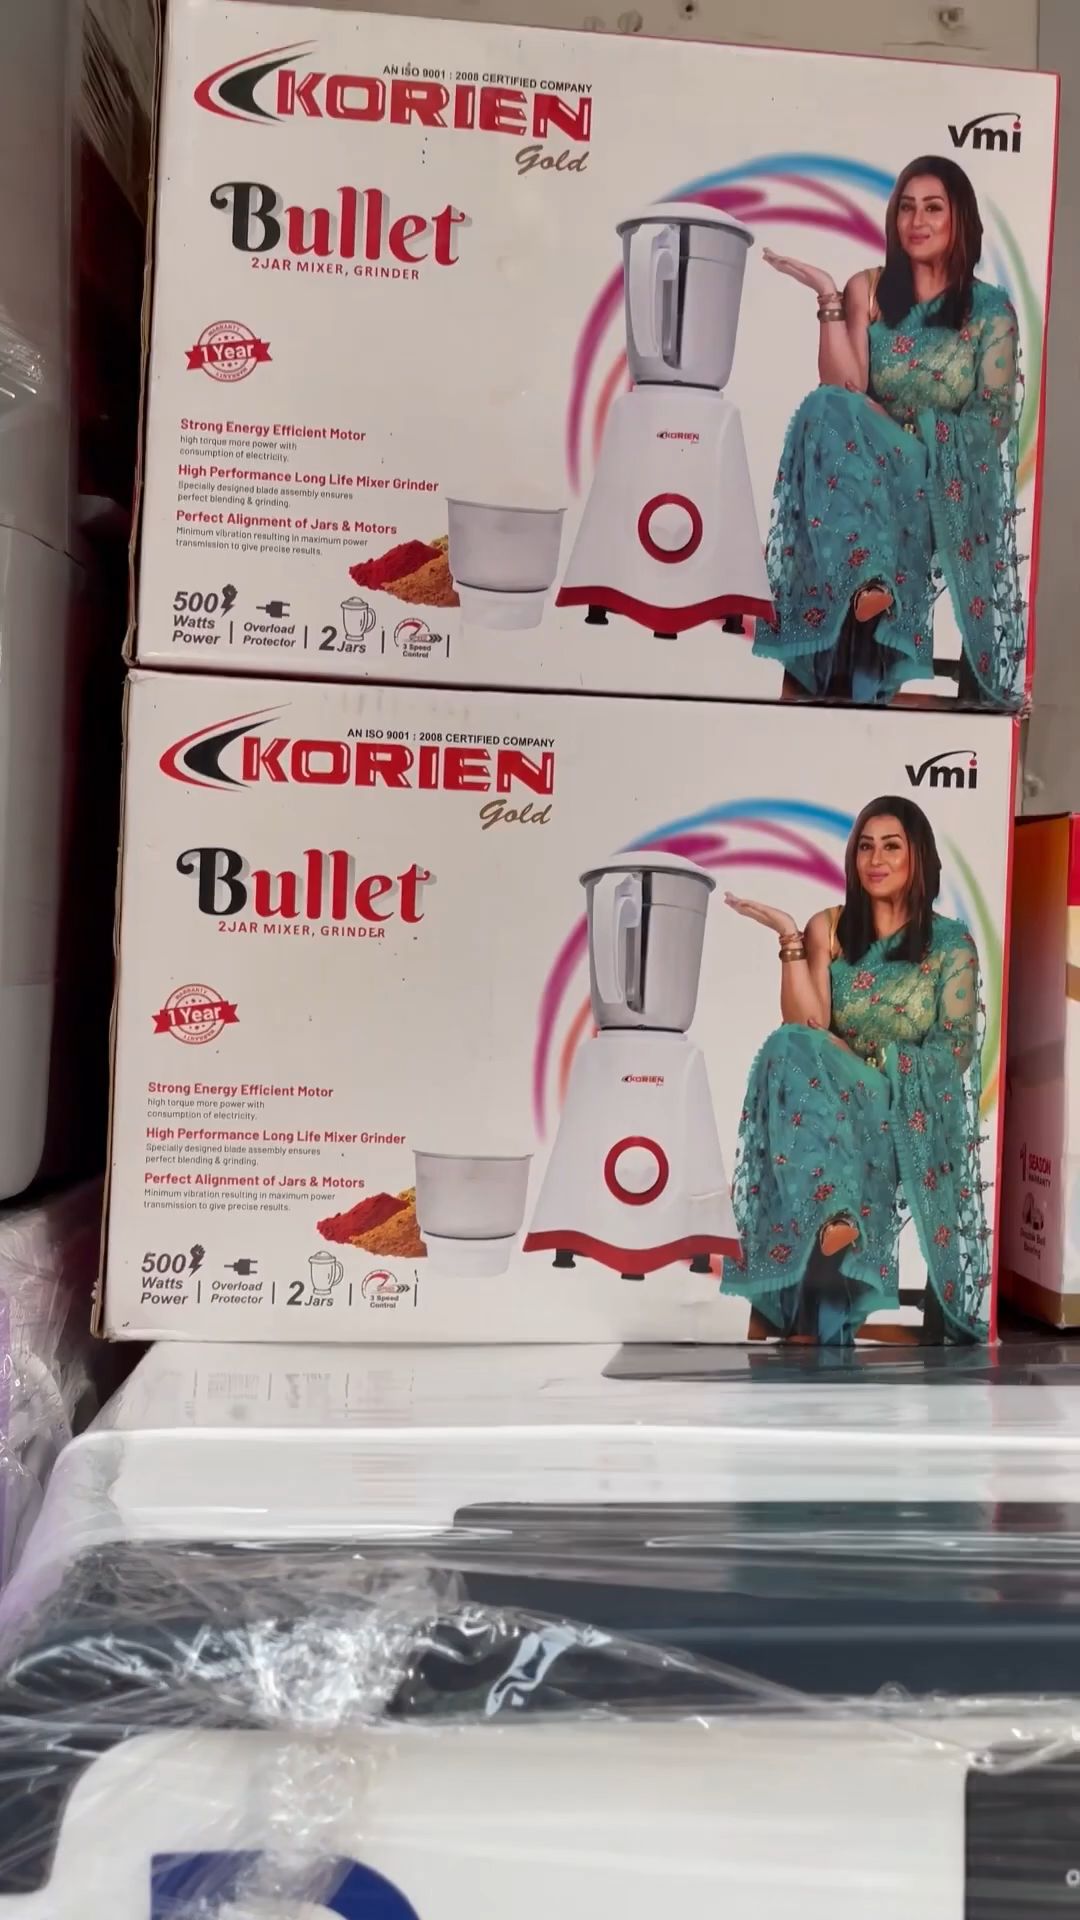 AN ISO 9001 : 2008 CERTIFIED COMPANY
KORIEN
Gold
vmi
Bullet
2JAR MIXER, GRINDER
WARRANTY
1 Year
WARRANTY
Strong Energy Efficient Motor
high torque more power with
consumption of electricity.
High Performance Long Life Mixer Grinder
Specially designed blade assembly ensures
perfect blending & grinding.
Perfect Alignment of Jars & Motors
Minimum vibration resulting in maximum power
transmission to give precise results.
KORIEN
500 Watts Power
Overload Protector
2 Jars
3 Speed Control
AN ISO 9001 : 2008 CERTIFIED COMPANY
KORIEN
Gold
vmi
Bullet
2JAR MIXER, GRINDER
WARRANTY
1 Year
WARRANTY
Strong Energy Efficient Motor
high torque more power with
consumption of electricity.
High Performance Long Life Mixer Grinder
Specially designed blade assembly ensures
perfect blending & grinding.
Perfect Alignment of Jars & Motors
Minimum vibration resulting in maximum power
transmission to give precise results.
KORIEN
500 Watts Power
Overload Protector
2 Jars
3 Speed Control
1 SEASON
WARRANTY
Double Ball
Bearing